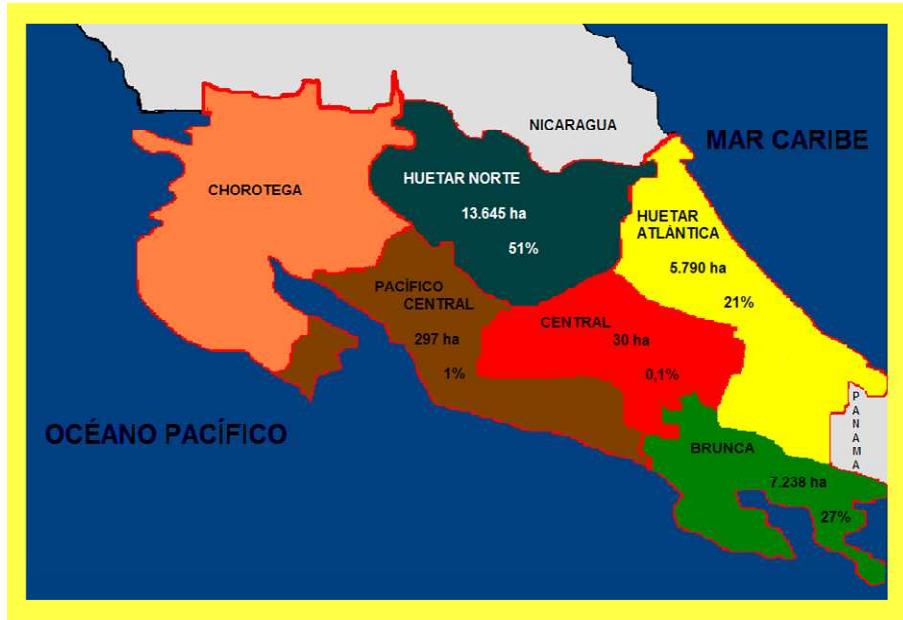 NICARAGUA
MAR CARIBE
CHOROTEGA
HUETAR NORTE
13.645 ha
51%
HUETAR
ATLÁNTICA
5.790 ha
21%
PACÍFICO
CENTRAL
297 ha
1%
CENTRAL
30 ha
0,1%
OCÉANO PACÍFICO
BRUNCA
7.238 ha
27%
P
A
N
A
M
A